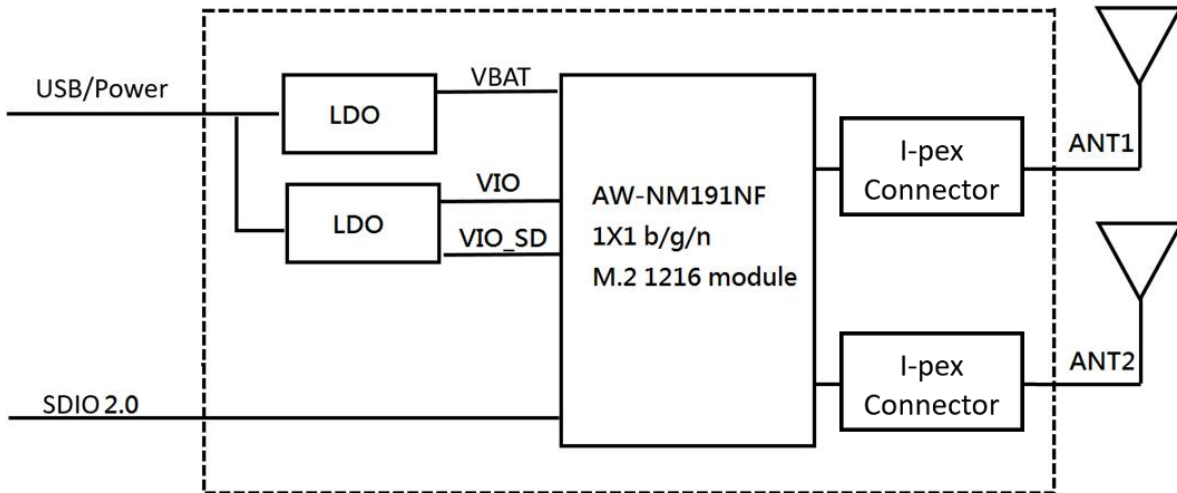 USB/Power
LDO
VBAT
LDO
VIO
VIO_SD
SDIO 2.0
AW-NM191NF
1X1 b/g/n
M.2 1216 module
I-pex
Connector
ANT1
I-pex
Connector
ANT2